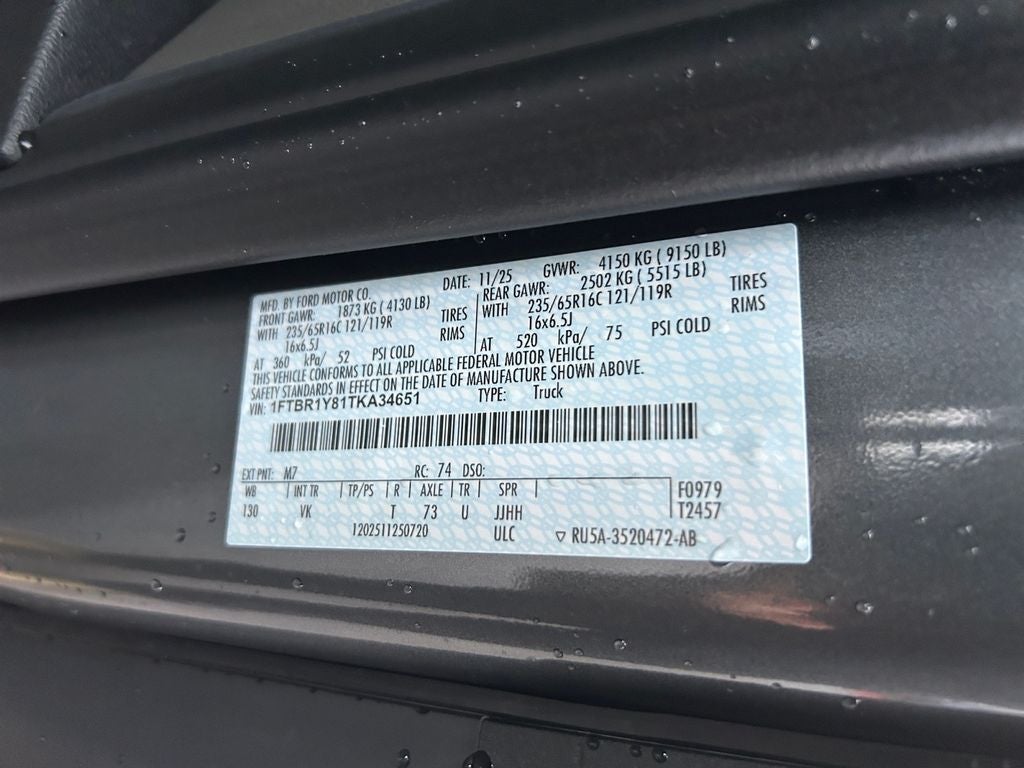 MFD. BY FORD MOTOR CO.
DATE: 11/25 GVWR: 4150 KG ( 9150 LB)
FRONT GAWR: 1873 KG ( 4130 LB)
REAR GAWR: 2502 KG ( 5515 LB)
WITH 235/65R16C 121/119R TIRES
WITH 235/65R16C 121/119R TIRES
16x6.5J RIMS
16x6.5J RIMS
AT 360 kPa/ 52 PSI COLD
AT 520 kPa/ 75 PSI COLD
THIS VEHICLE CONFORMS TO ALL APPLICABLE FEDERAL MOTOR VEHICLE
SAFETY STANDARDS IN EFFECT ON THE DATE OF MANUFACTURE SHOWN ABOVE.
VIN: 1FTBR1Y81TKA34651 TYPE: Truck
EXT PNT: M7 RC: 74 DSO:
WB INT TR TP/PS R AXLE TR SPR F0979
130 VK T 73 U JJHH T2457
1202511250720 ULC ▽ RU5A-3520472-AB